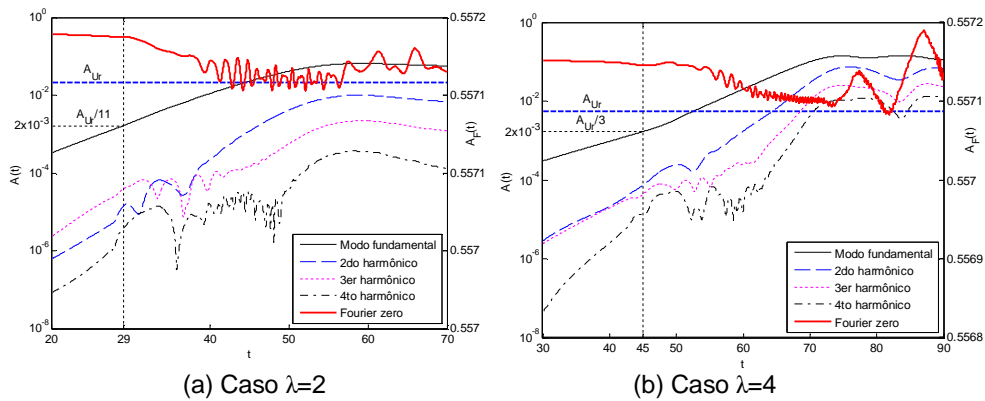 10^0
10^-2
2x10^-3
10^-4
10^-6
10^-8
A(t)
A_Ur
A_Ur/11
20
29
40
50
60
70
t
0.5572
0.5571
0.5571
0.557
0.557
A_F(t)
Modo fundamental
2do harmônico
3er harmônico
4to harmônico
Fourier zero
(a) Caso λ=2
10^0
10^-2
2x10^-3
10^-4
10^-6
10^-8
A(t)
A_Ur
A_Ur/3
30
40
45
50
60
70
80
90
t
0.5572
0.5571
0.557
0.5569
0.5568
A_F(t)
Modo fundamental
2do harmônico
3er harmônico
4to harmônico
Fourier zero
(b) Caso λ=4